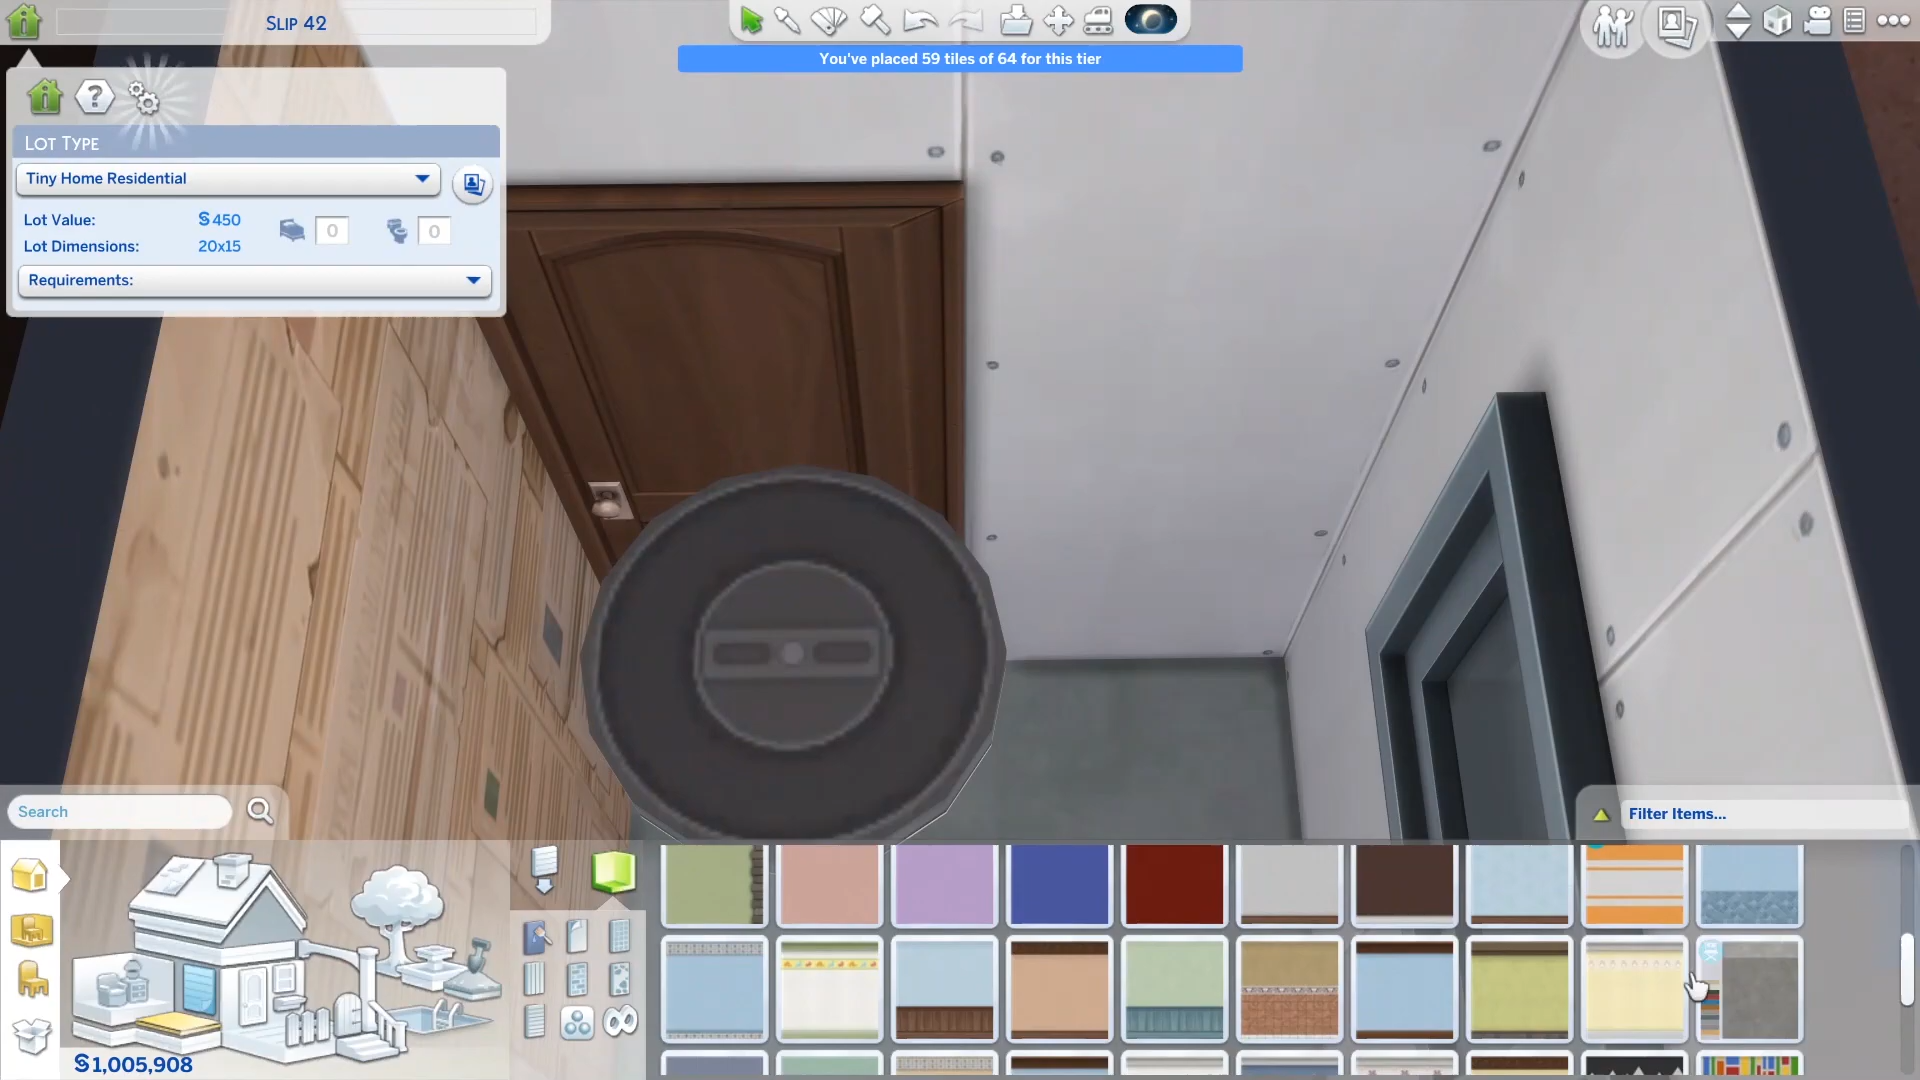 SLIP 42
You've placed 59 tiles of 64 for this tier
LOT TYPE
Tiny Home Residential
Lot Value: §450
0
0
Lot Dimensions: 20x15
Requirements:
Search
Filter Items...
§1,005,908